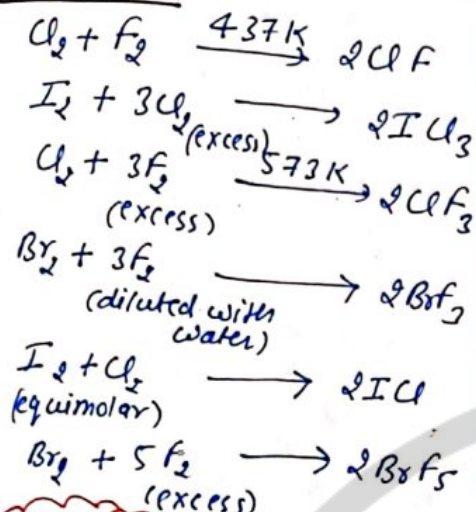 Cl₂ + F₂ 437K → 2ClF
I₂ + 3Cl₂ (excess) → 2ICl₃
Cl₂ + 3F₂ (excess) 573K → 2ClF₃
Br₂ + 3F₂ (diluted with water) → 2BrF₃
I₂ + Cl₂ (equimolar) → 2ICl
Br₂ + 5F₂ (excess) → 2BrF₅